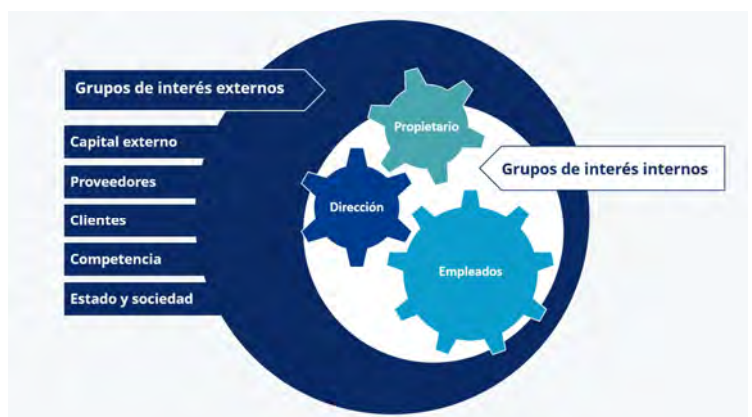 Grupos de interés externos
Capital externo
Proveedores
Clientes
Competencia
Estado y sociedad
Propietario
Grupos de interés internos
Dirección
Empleados